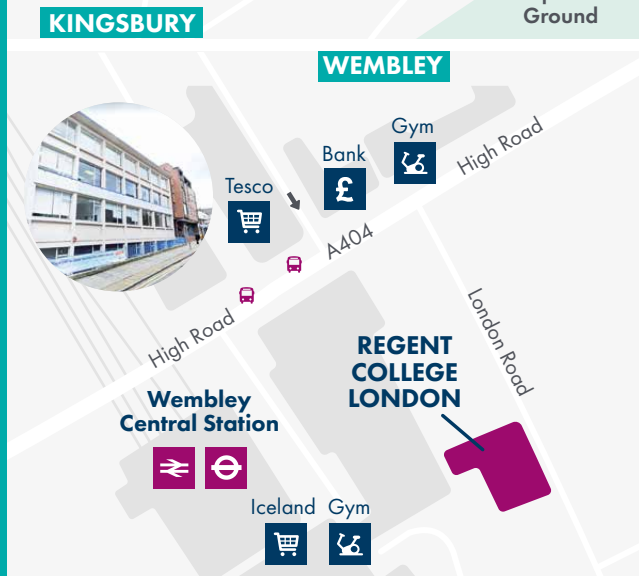 Ground
KINGSBURY
WEMBLEY
Gym
Bank
£
High Road
Tesco
A404
High Road
London Road
REGENT
COLLEGE
LONDON
Wembley
Central Station
Iceland
Gym